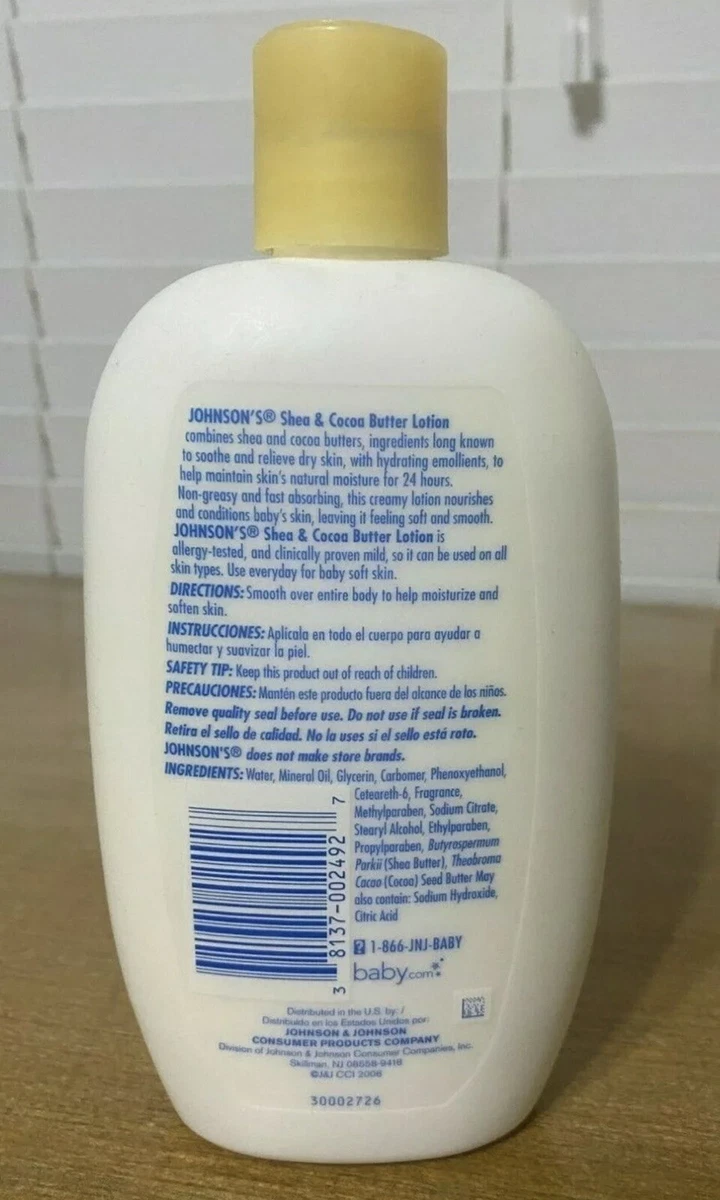 JOHNSON'S® Shea & Cocoa Butter Lotion
combines shea and cocoa butters, ingredients long known
to soothe and relieve dry skin, with hydrating emollients, to
help maintain skin's natural moisture for 24 hours.
Non-greasy and fast absorbing, this creamy lotion nourishes
and conditions baby's skin, leaving it feeling soft and smooth.
JOHNSON'S® Shea & Cocoa Butter Lotion is
allergy-tested, and clinically proven mild, so it can be used on all
skin types. Use everyday for baby soft skin.
DIRECTIONS: Smooth over entire body to help moisturize and
soften skin.
INSTRUCCIONES: Aplícala en todo el cuerpo para ayudar a
humectar y suavizar la piel.
SAFETY TIP: Keep this product out of reach of children.
PRECAUCIONES: Mantén este producto fuera del alcance de los niños.
Remove quality seal before use. Do not use if seal is broken.
Retira el sello de calidad. No la uses si el sello está roto.
JOHNSON'S® does not make store brands.
INGREDIENTS: Water, Mineral Oil, Glycerin, Carbomer, Phenoxyethanol,
Ceteareth-6, Fragrance,
Methylparaben, Sodium Citrate,
Stearyl Alcohol, Ethylparaben,
Propylparaben, Butyrospermum
Parkii (Shea Butter), Theobroma
Cacao (Cocoa) Seed Butter May
also contain: Sodium Hydroxide,
Citric Acid
3 8137-002492 7
? 1-866-JNJ-BABY
baby.com
Distributed in the U.S. by: /
Distribuido en los Estados Unidos por:
JOHNSON & JOHNSON
CONSUMER PRODUCTS COMPANY
Division of Johnson & Johnson Consumer Companies, Inc.
Skillman, NJ 08558-9418
©J&J CCI 2006
30002726